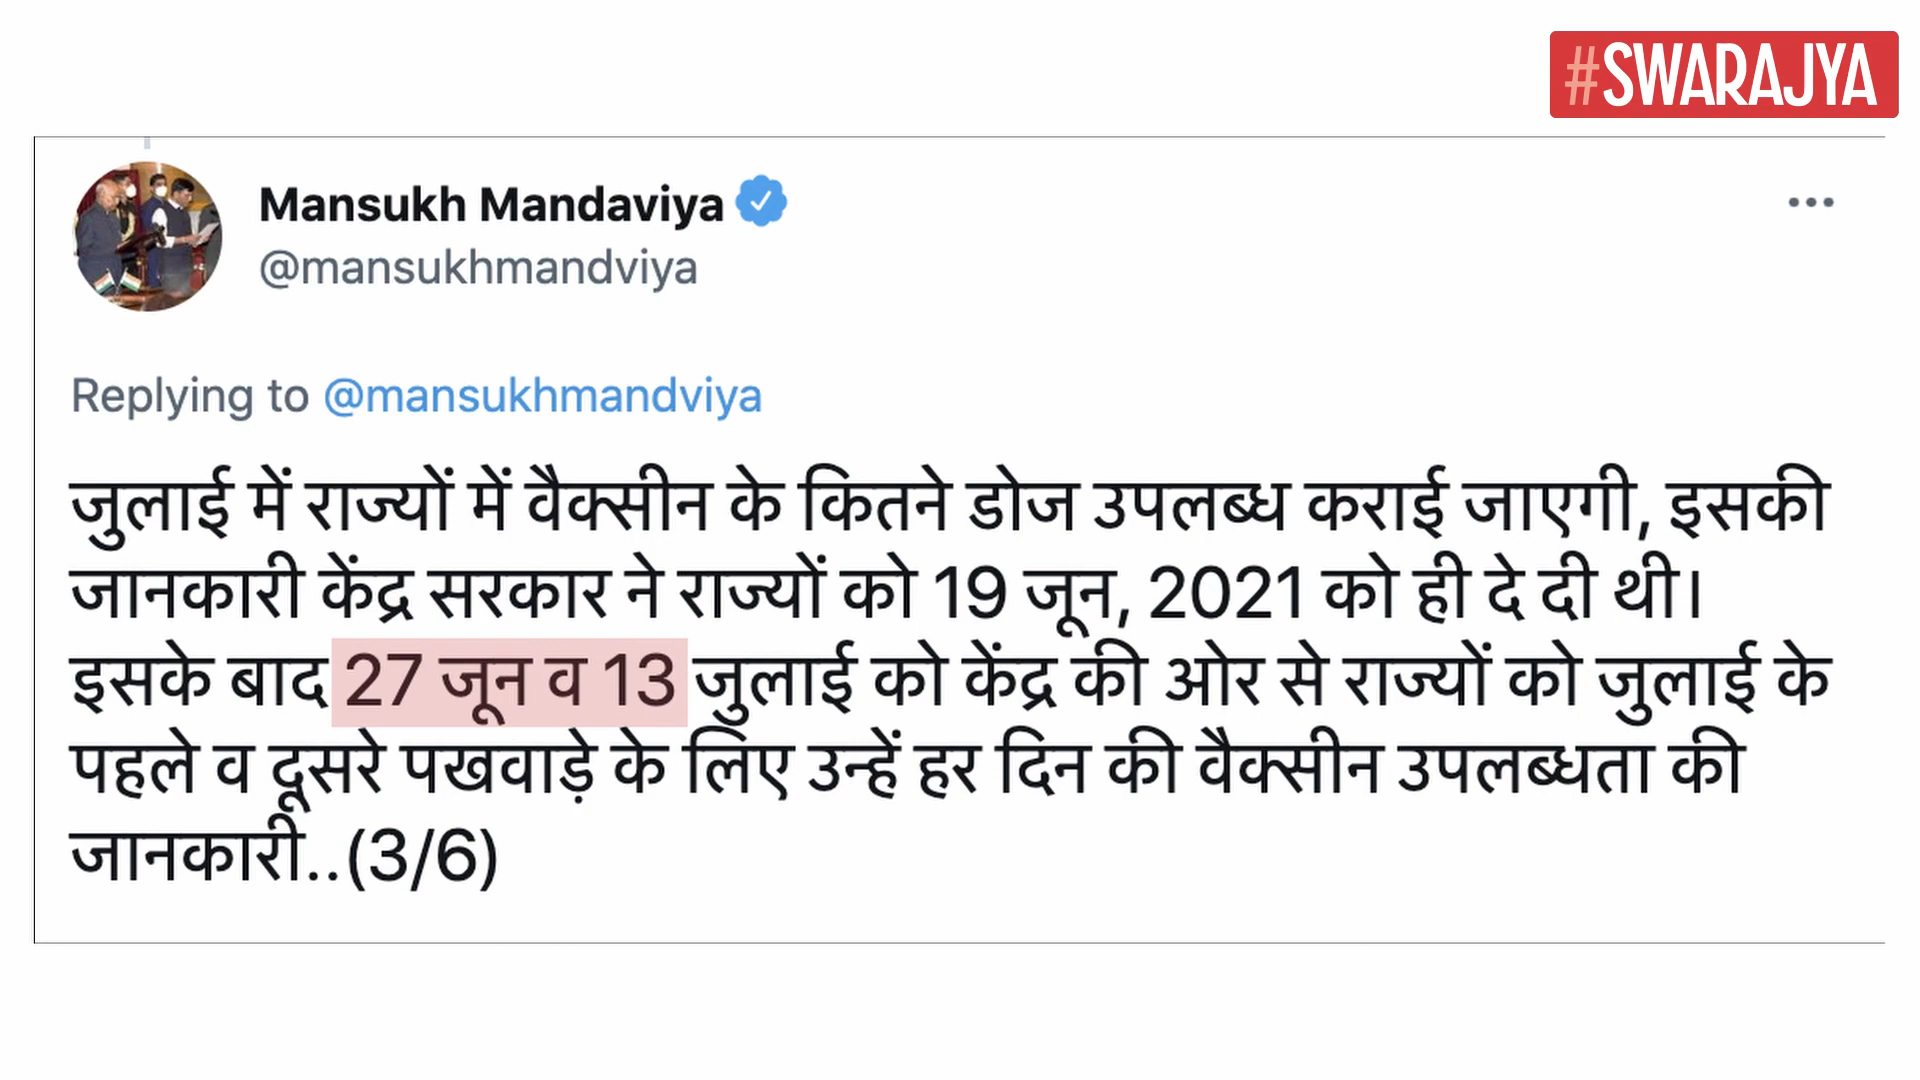 #SWARAJYA
Mansukh Mandaviya
@mansukhmandviya
Replying to @mansukhmandviya
जुलाई में राज्यों में वैक्सीन के कितने डोज उपलब्ध कराई जाएगी, इसकी
जानकारी केंद्र सरकार ने राज्यों को 19 जून, 2021 को ही दे दी थी।
इसके बाद 27 जून व 13 जुलाई को केंद्र की ओर से राज्यों को जुलाई के
पहले व दूसरे पखवाड़े के लिए उन्हें हर दिन की वैक्सीन उपलब्धता की
जानकारी..(3/6)